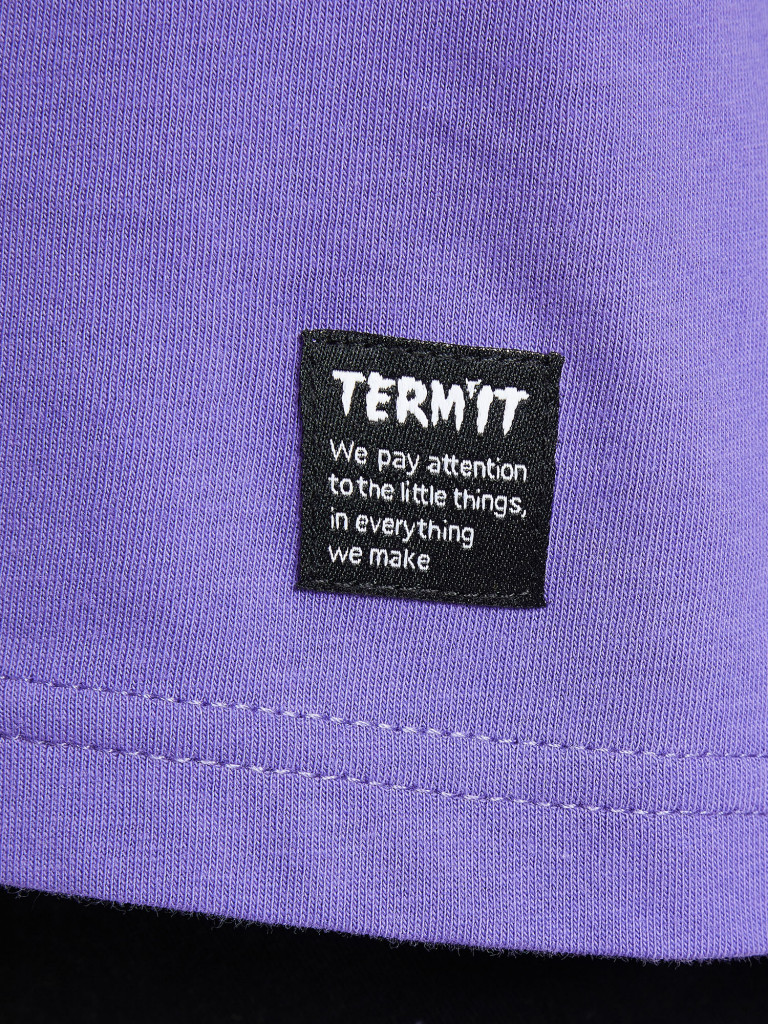 TERMIT
We pay attention
to the little things,
in everything
we make